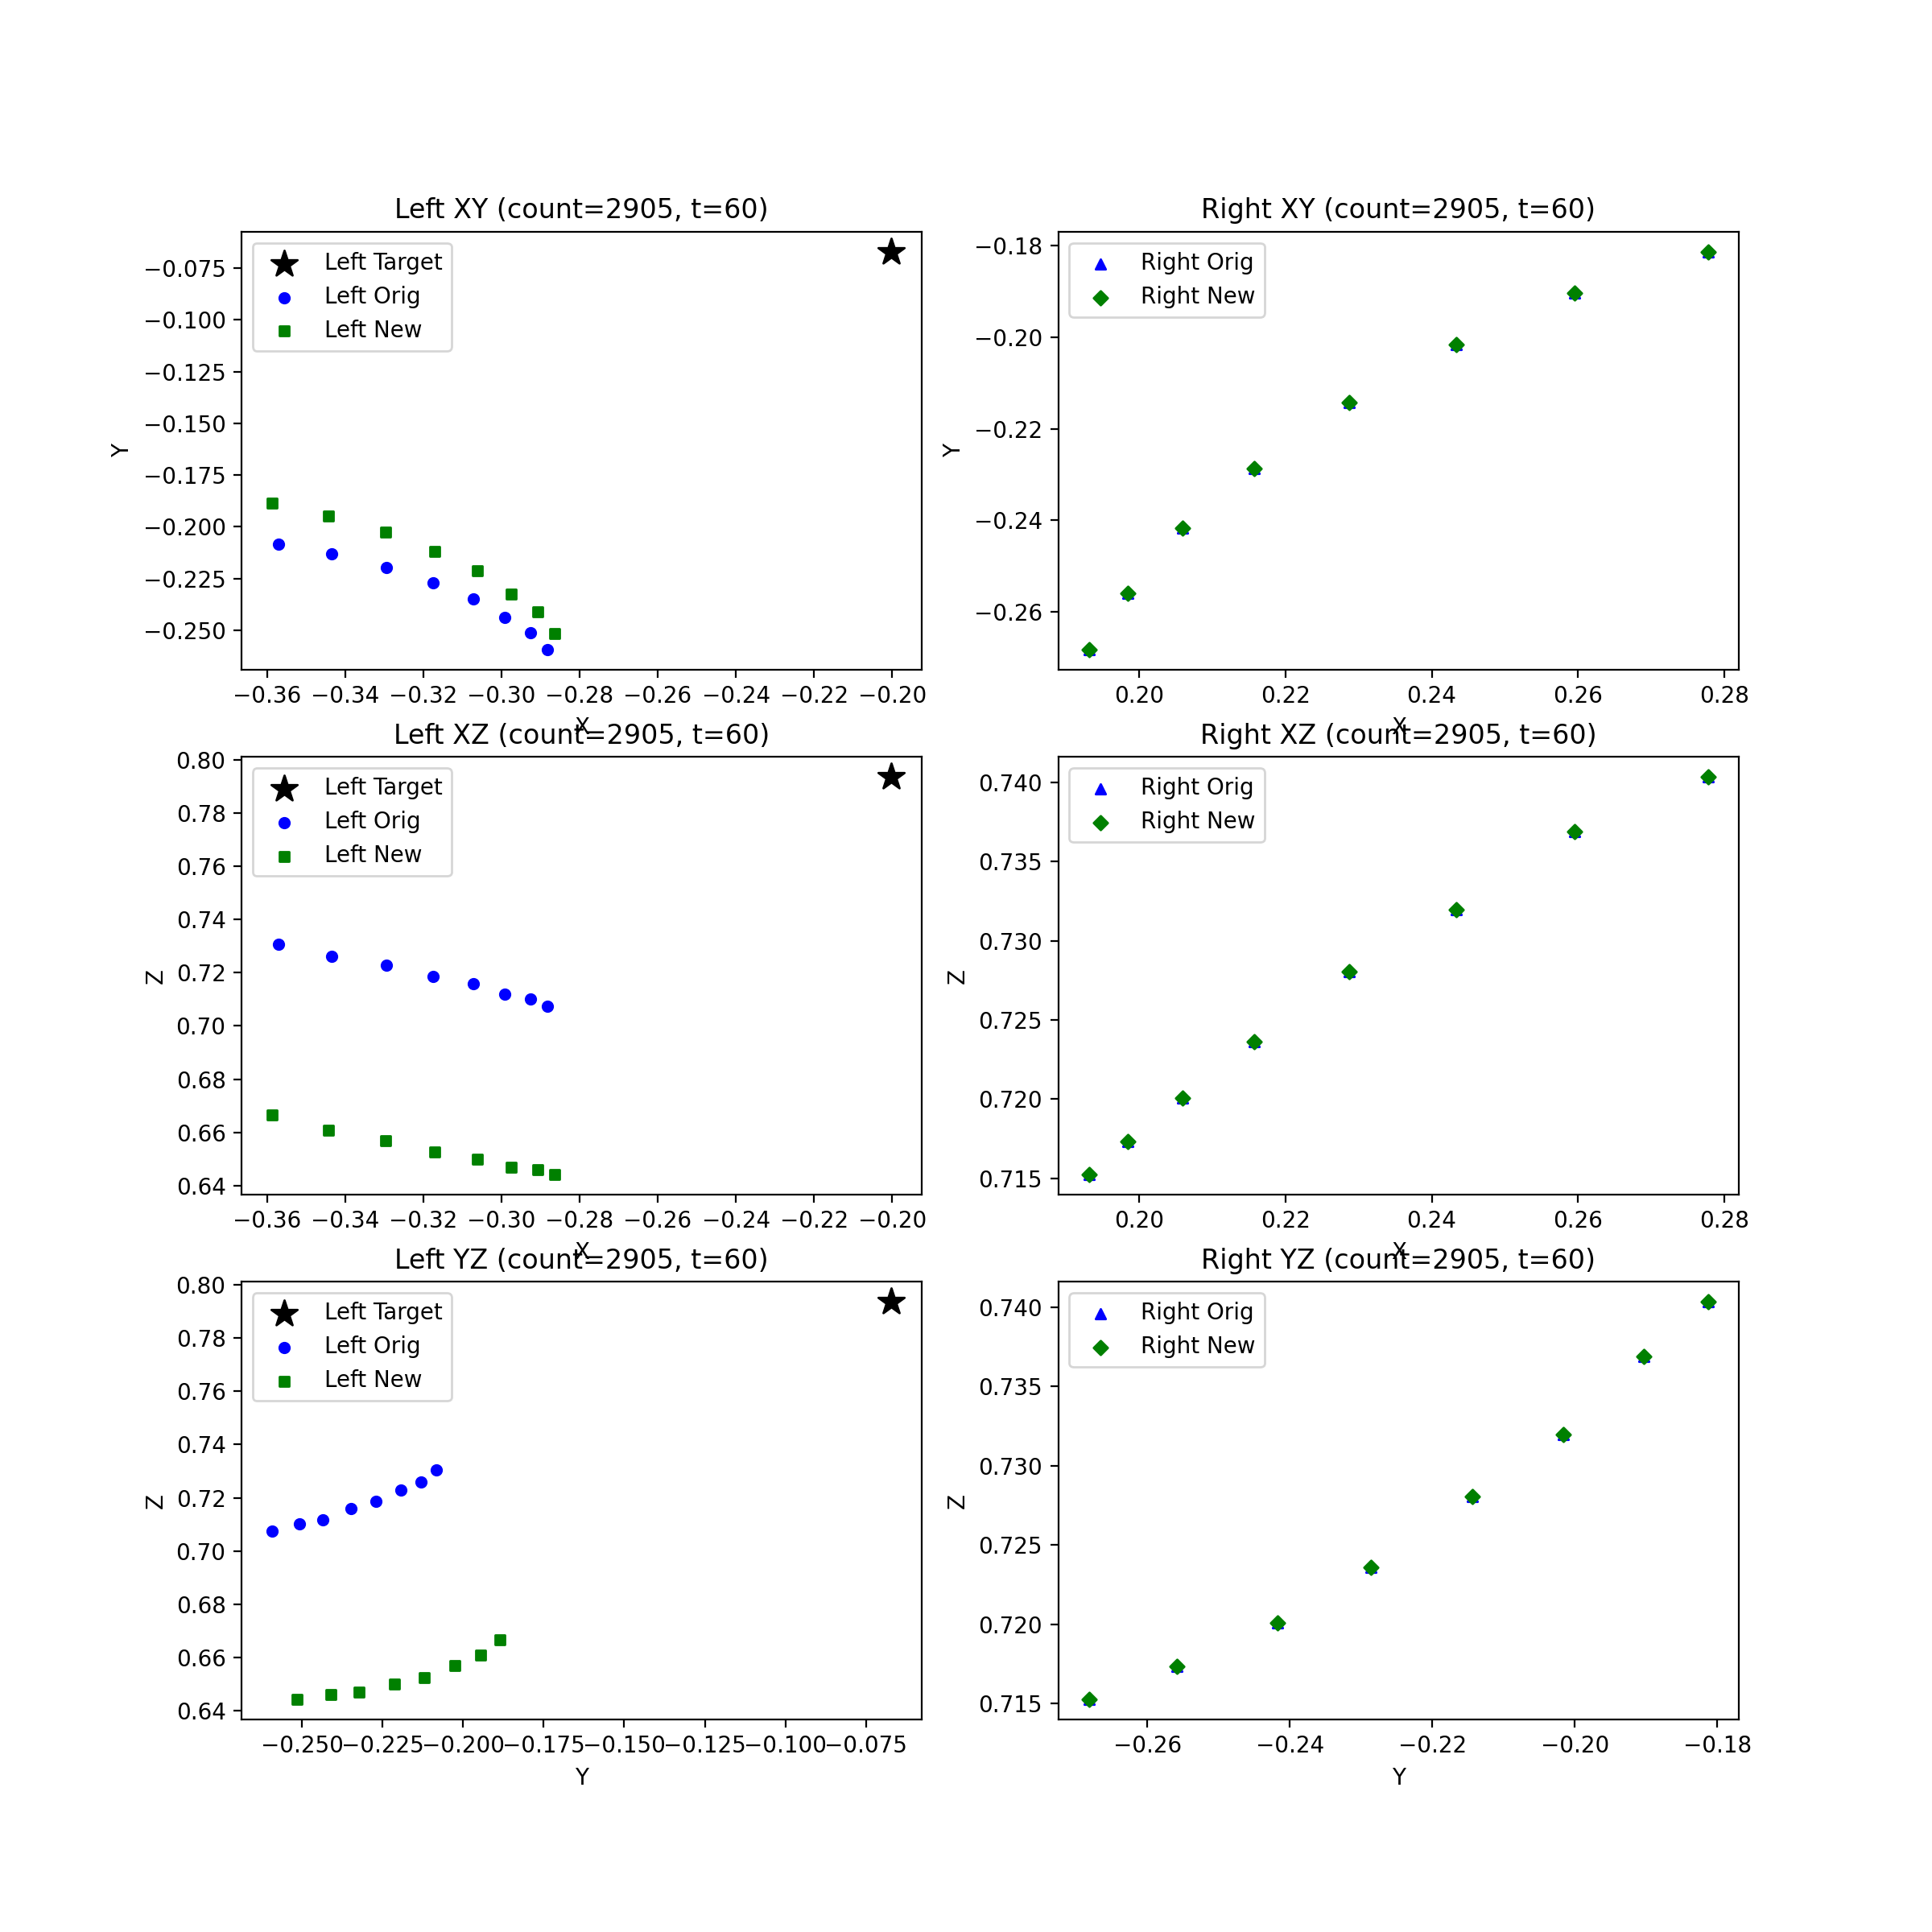 Left XY (count=2905, t=60)
Left Target
Left Orig
Left New
Y
−0.075
−0.100
−0.125
−0.150
−0.175
−0.200
−0.225
−0.250
−0.36 −0.34 −0.32 −0.30 −0.28 −0.26 −0.24 −0.22 −0.20
X
Right XY (count=2905, t=60)
Right Orig
Right New
Y
−0.18
−0.20
−0.22
−0.24
−0.26
0.20 0.22 0.24 0.26 0.28
X
Left XZ (count=2905, t=60)
Left Target
Left Orig
Left New
Z
0.80
0.78
0.76
0.74
0.72
0.70
0.68
0.66
0.64
−0.36 −0.34 −0.32 −0.30 −0.28 −0.26 −0.24 −0.22 −0.20
X
Right XZ (count=2905, t=60)
Right Orig
Right New
Z
0.740
0.735
0.730
0.725
0.720
0.715
0.20 0.22 0.24 0.26 0.28
X
Left YZ (count=2905, t=60)
Left Target
Left Orig
Left New
Z
0.80
0.78
0.76
0.74
0.72
0.70
0.68
0.66
0.64
−0.250 −0.225 −0.200 −0.175 −0.150 −0.125 −0.100 −0.075
Y
Right YZ (count=2905, t=60)
Right Orig
Right New
Z
0.740
0.735
0.730
0.725
0.720
0.715
−0.26 −0.24 −0.22 −0.20 −0.18
Y